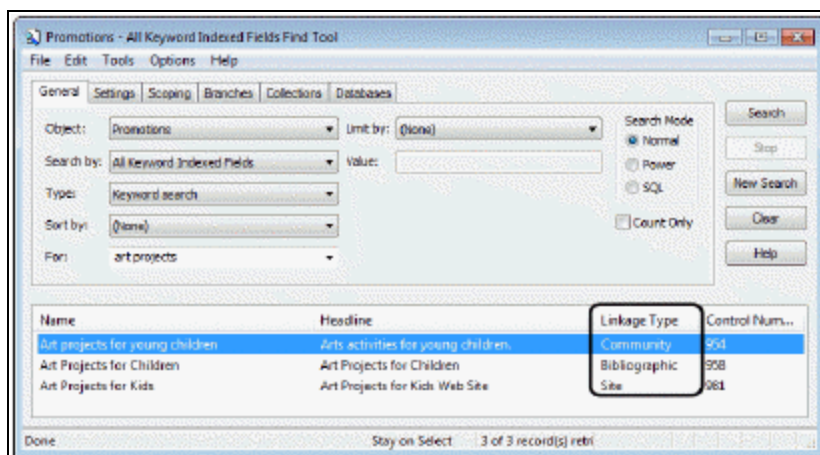 Promotions - All Keyword Indexed Fields Find Tool
File Edit Tools Options Help
General Settings Scoping Branches Collections Databases
Object: Promotions Limit by: (None) Search Mode Search
Normal Stop
Search by: All Keyword Indexed Fields Value: Power
Type: Keyword search SQL New Search
Sort by: (None) Count Only Clear
For: art projects Help
Name Headline Linkage Type Control Num...
Art projects for young children Arts activities for young children. Community 954
Art Projects for Children Art Projects for Children Bibliographic 958
Art Projects for Kids Art Projects for Kids Web Site Site 981
Done Stay on Select 3 of 3 record(s) retri